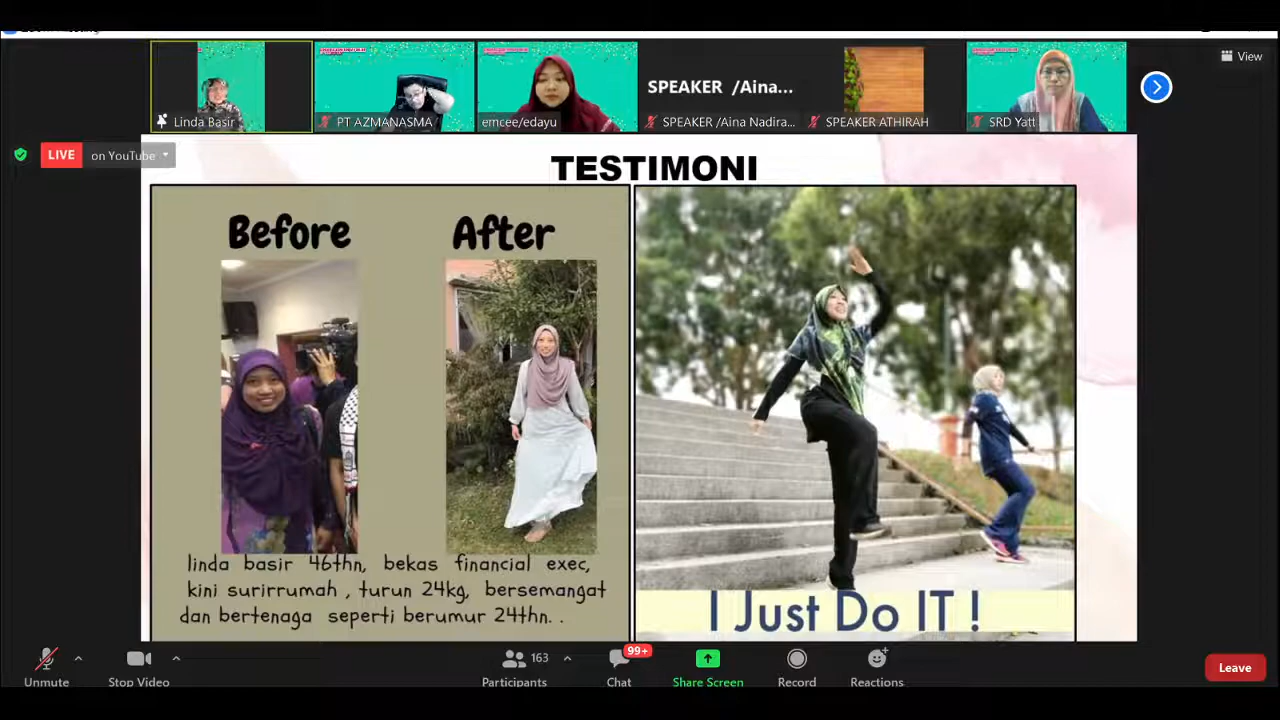 Linda Basir
PT AZMANASMA
emcee/edayu
SPEAKER /Aina...
SPEAKER /Aina Nadira...
SPEAKER ATHIRAH
SRD Yatt
View
LIVE
on YouTube
TESTIMONI
Before
After
linda basir 46thn, bekas financial exec,
kini surirrumah , turun 24kg, bersemangat
dan bertenaga seperti berumur 24thn. .
I Just Do IT !
Unmute
Stop Video
163
Participants
99+
Chat
Share Screen
Record
Reactions
Leave